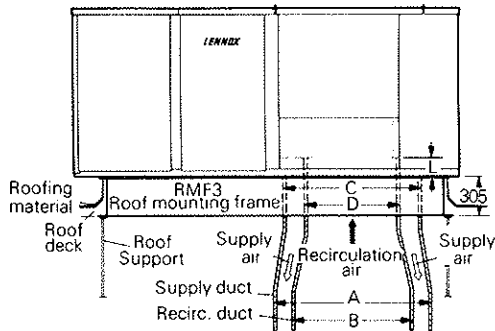 LENNOX
L
Roofing
material
RMF3
Roof mounting frame
C
D
305
Roof
deck
Roof
Support
Supply
air
Recirculation
air
Supply
air
Supply duct
A
Recirc. duct
B